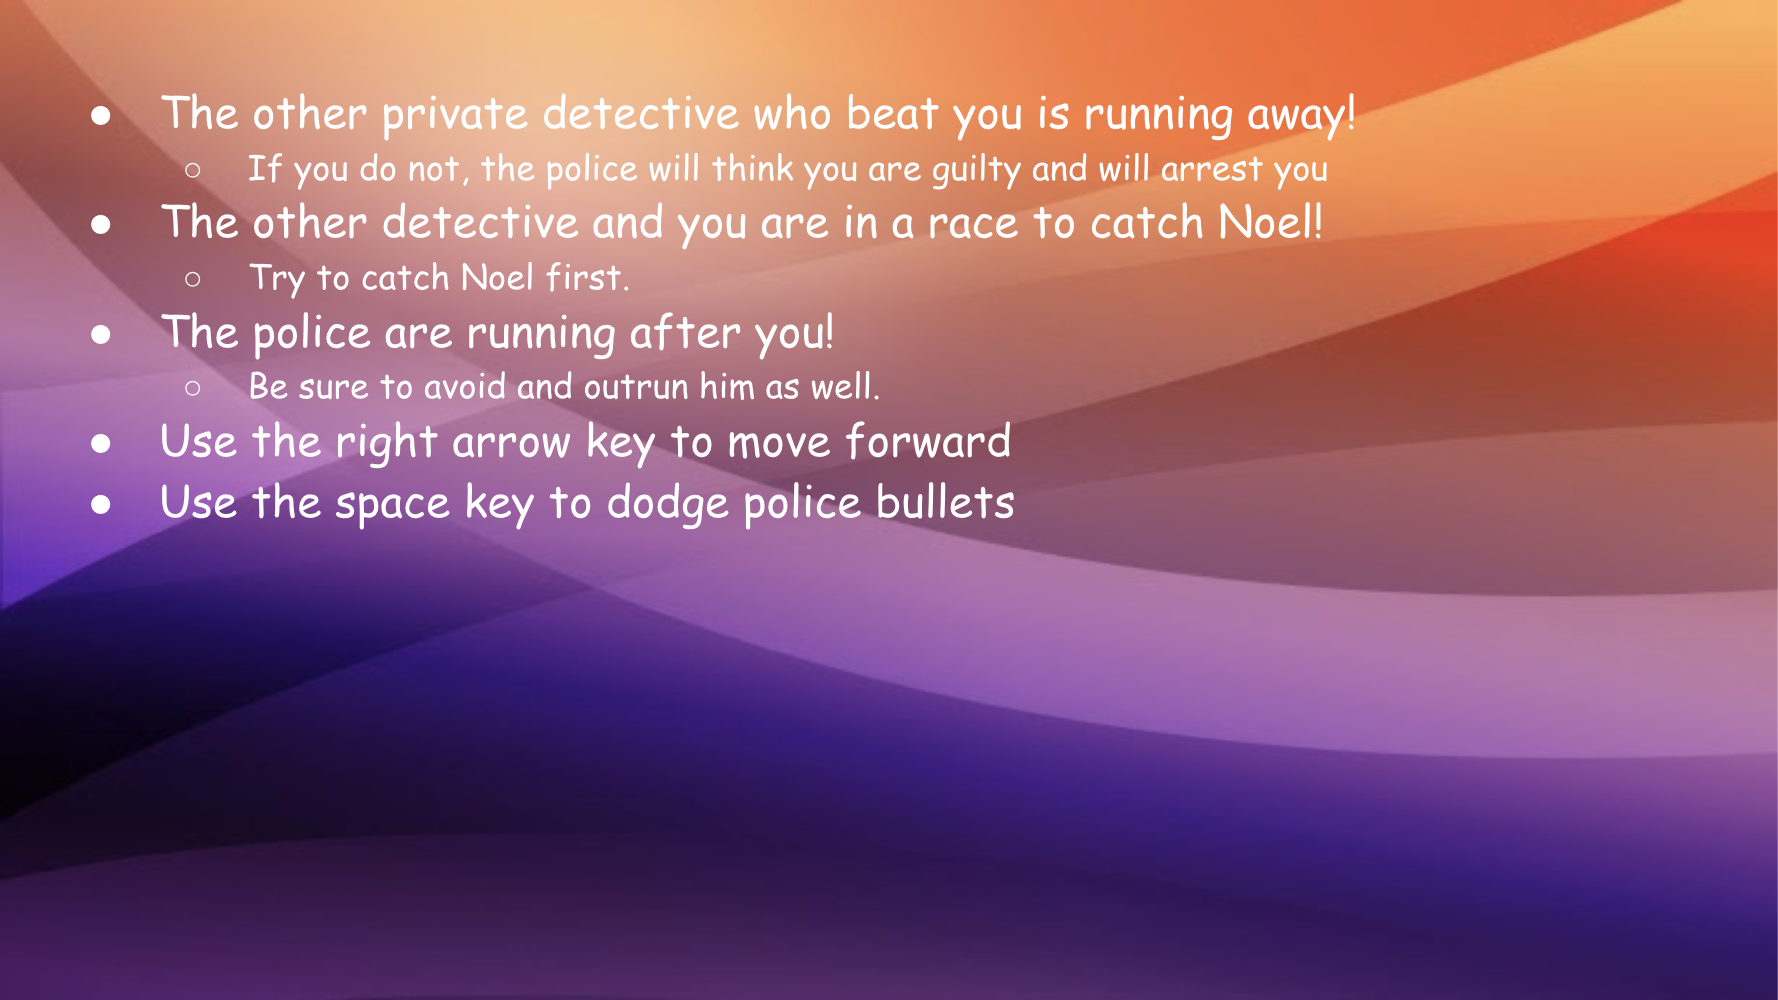 ● The other private detective who beat you is running away!
○ If you do not, the police will think you are guilty and will arrest you
● The other detective and you are in a race to catch Noel!
○ Try to catch Noel first.
● The police are running after you!
○ Be sure to avoid and outrun him as well.
● Use the right arrow key to move forward
● Use the space key to dodge police bullets